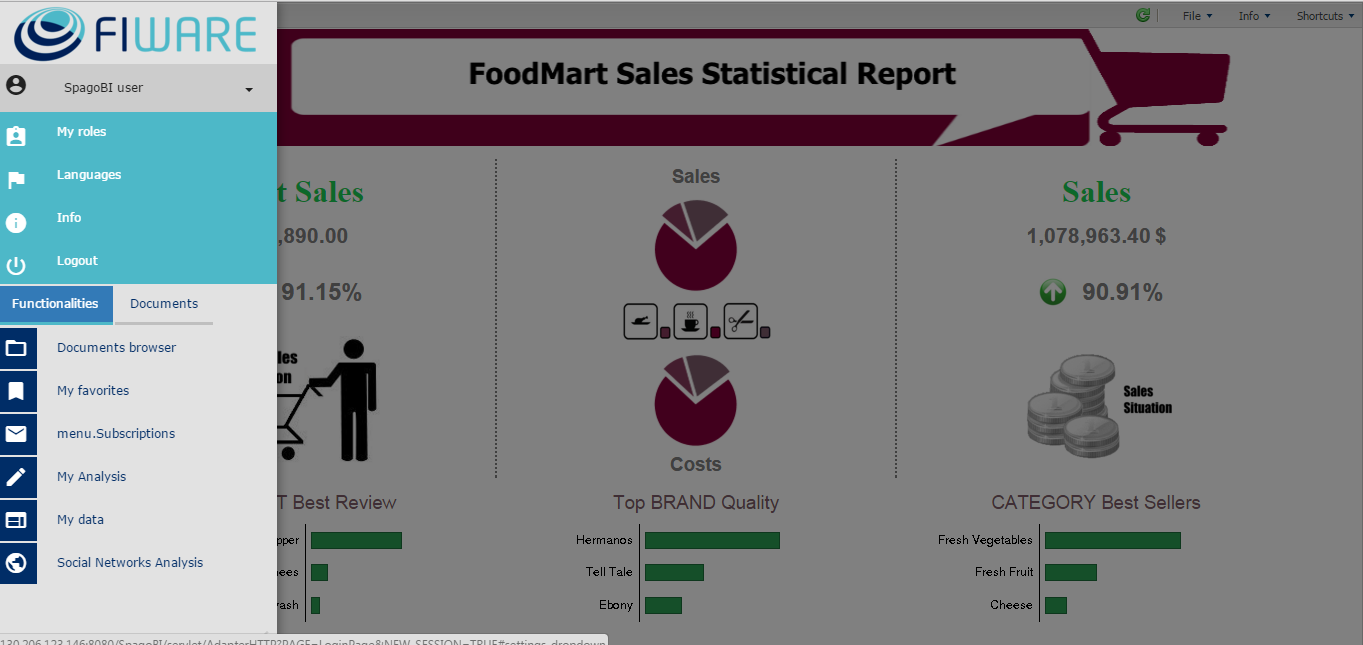 FIWARE
File Info Shortcuts
SpagoBI user
FoodMart Sales Statistical Report
My roles
Languages
Info
Logout
Functionalities Documents
Documents browser
My favorites
menu.Subscriptions
My Analysis
My data
Social Networks Analysis
t Sales
,890.00
91.15%
les
on
T Best Review
pper
nees
ash
Sales
Costs
Top BRAND Quality
Hermanos
Tell Tale
Ebony
Sales
1,078,963.40 $
90.91%
Sales
Situation
CATEGORY Best Sellers
Fresh Vegetables
Fresh Fruit
Cheese
130.206.123.146:8080/SpagoBI/servlet/AdapterHTTP?PAGE=LoginPage&NEW_SESSION=TRUE#settings-dropdown